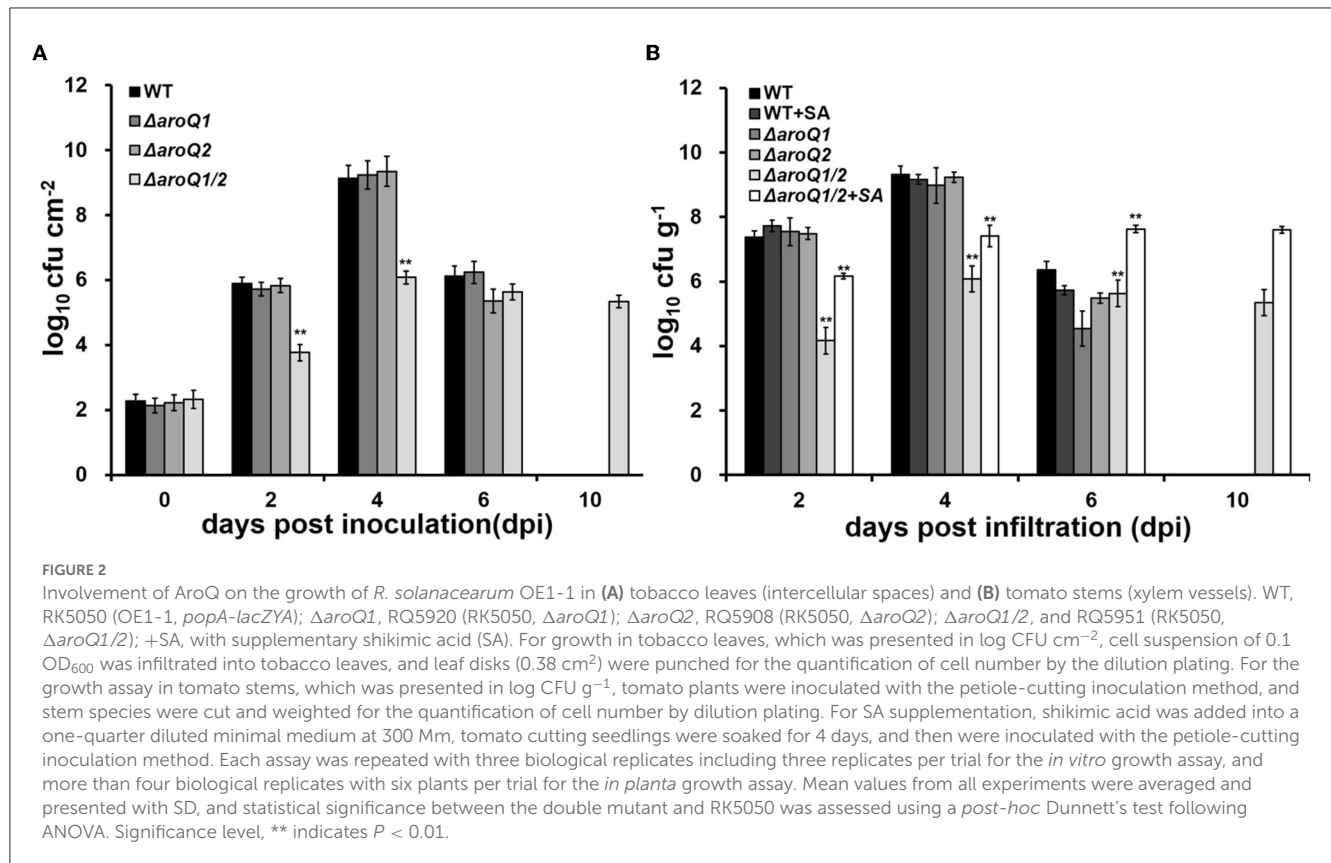 A
B
12
10
8
6
4
2
0
log10 cfu cm-2
WT
ΔaroQ1
ΔaroQ2
ΔaroQ1/2
**
**
0 2 4 6 10
days post inoculation(dpi)
12
10
8
6
4
2
0
log10 cfu g-1
WT
WT+SA
ΔaroQ1
ΔaroQ2
ΔaroQ1/2
ΔaroQ1/2+SA
**
**
**
**
**
**
2 4 6 10
days post infiltration (dpi)
FIGURE 2
Involvement of AroQ on the growth of R. solanacearum OE1-1 in (A) tobacco leaves (intercellular spaces) and (B) tomato stems (xylem vessels). WT,
RK5050 (OE1-1, popA-lacZYA); ΔaroQ1, RQ5920 (RK5050, ΔaroQ1); ΔaroQ2, RQ5908 (RK5050, ΔaroQ2); ΔaroQ1/2, and RQ5951 (RK5050,
ΔaroQ1/2); +SA, with supplementary shikimic acid (SA). For growth in tobacco leaves, which was presented in log CFU cm−2, cell suspension of 0.1
OD600 was infiltrated into tobacco leaves, and leaf disks (0.38 cm2) were punched for the quantification of cell number by the dilution plating. For the
growth assay in tomato stems, which was presented in log CFU g−1, tomato plants were inoculated with the petiole-cutting inoculation method, and
stem species were cut and weighted for the quantification of cell number by dilution plating. For SA supplementation, shikimic acid was added into a
one-quarter diluted minimal medium at 300 Mm, tomato cutting seedlings were soaked for 4 days, and then were inoculated with the petiole-cutting
inoculation method. Each assay was repeated with three biological replicates including three replicates per trial for the in vitro growth assay, and
more than four biological replicates with six plants per trial for the in planta growth assay. Mean values from all experiments were averaged and
presented with SD, and statistical significance between the double mutant and RK5050 was assessed using a post-hoc Dunnett's test following
ANOVA. Significance level, ** indicates P < 0.01.